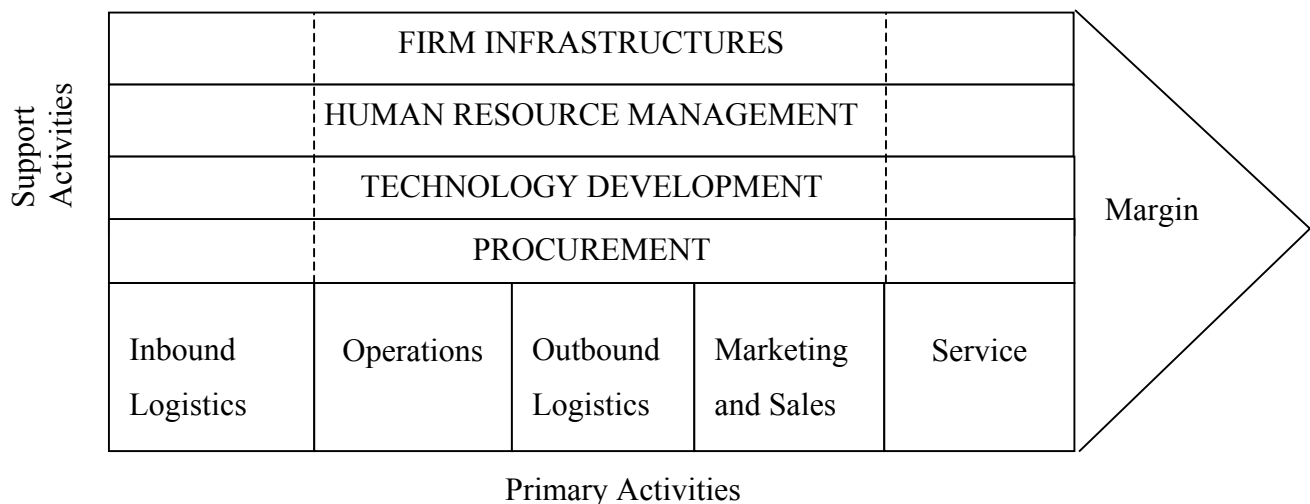 FIRM INFRASTRUCTURES
HUMAN RESOURCE MANAGEMENT
TECHNOLOGY DEVELOPMENT
PROCUREMENT
Support
Activities
Margin
Inbound
Logistics
Operations
Outbound
Logistics
Marketing
and Sales
Service
Primary Activities